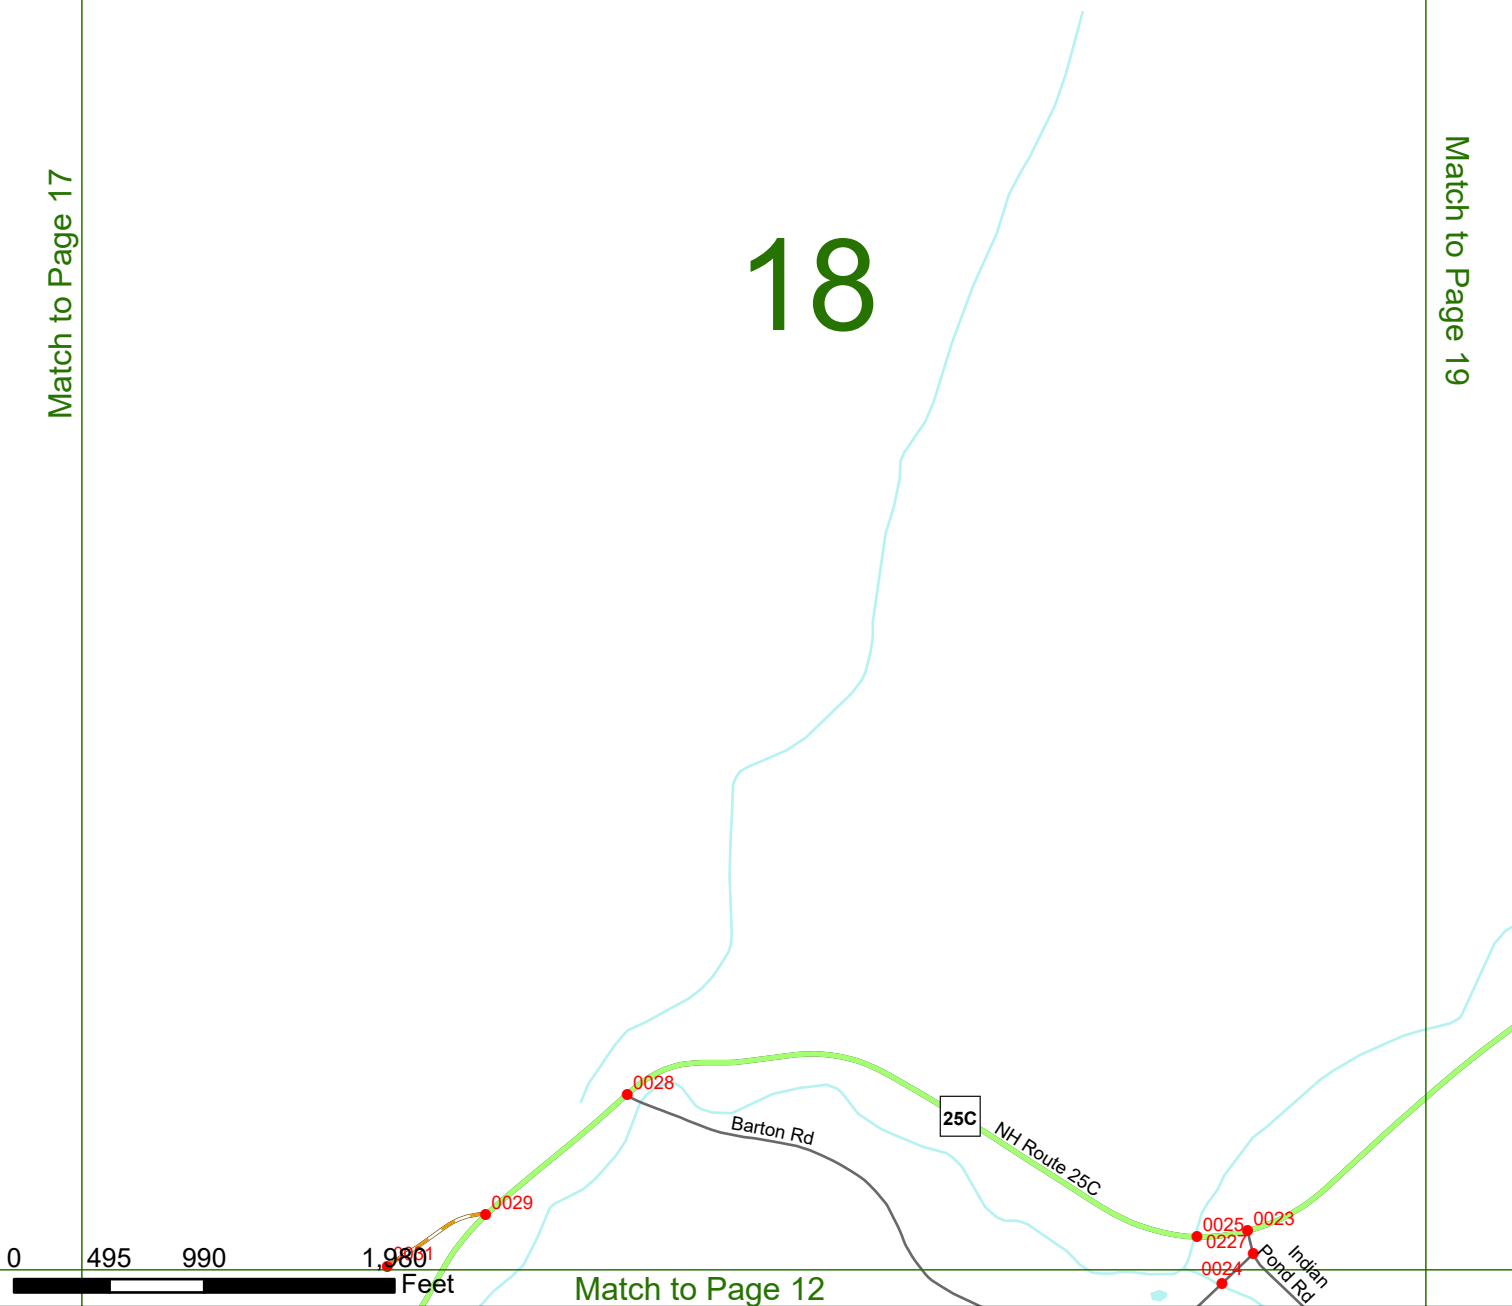 Match to Page 17
18
Match to Page 19
0028
Barton Rd
25C
NH Route 25C
0029
0025
0023
0227
0024
Indian
Pond Rd
0031
0 495 990 1,980
Feet
Match to Page 12